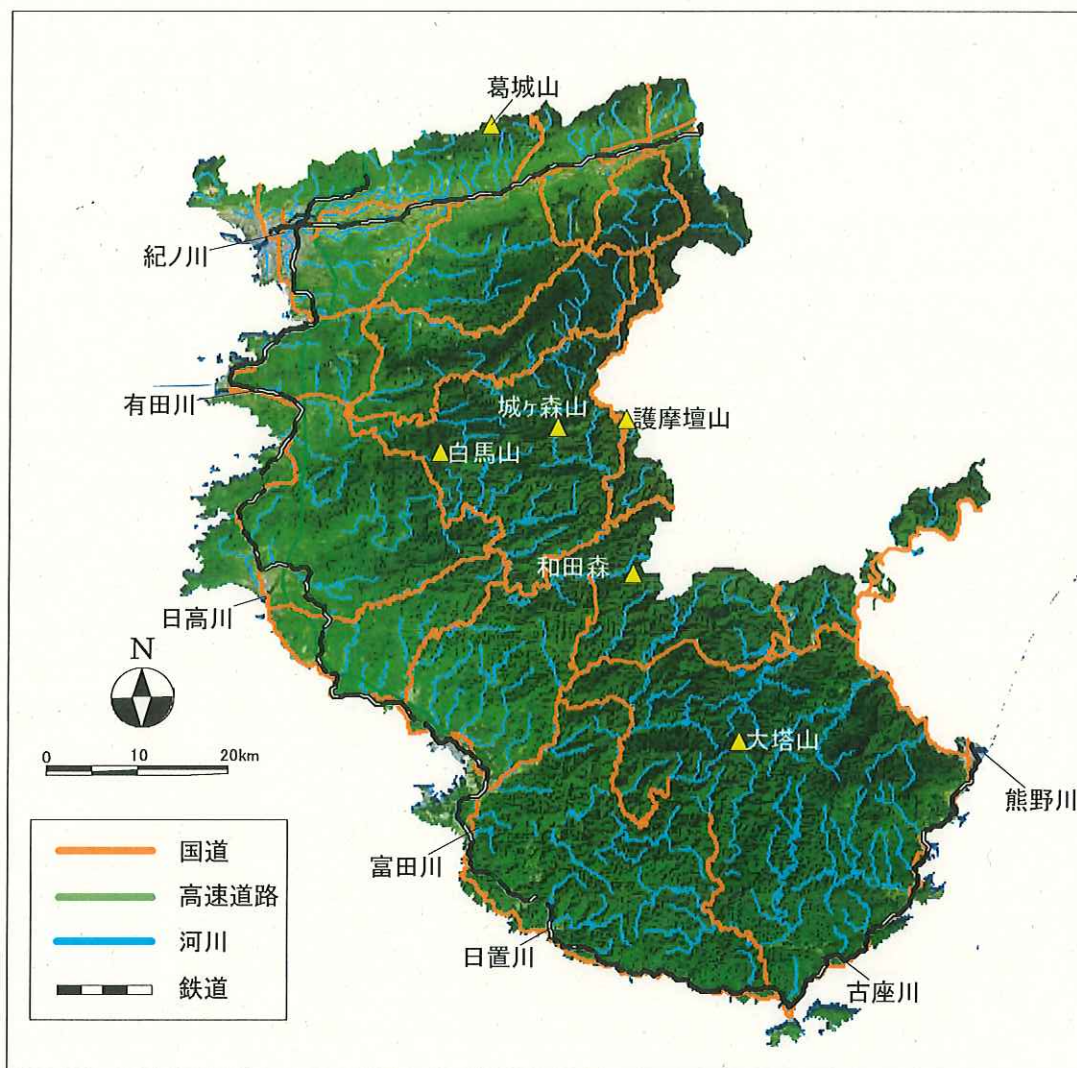 葛城山
紀ノ川
有田川
城ヶ森山
護摩壇山
白馬山
和田森
日高川
N
0 10 20km
大塔山
熊野川
国道
富田川
高速道路
河川
日置川
鉄道
古座川